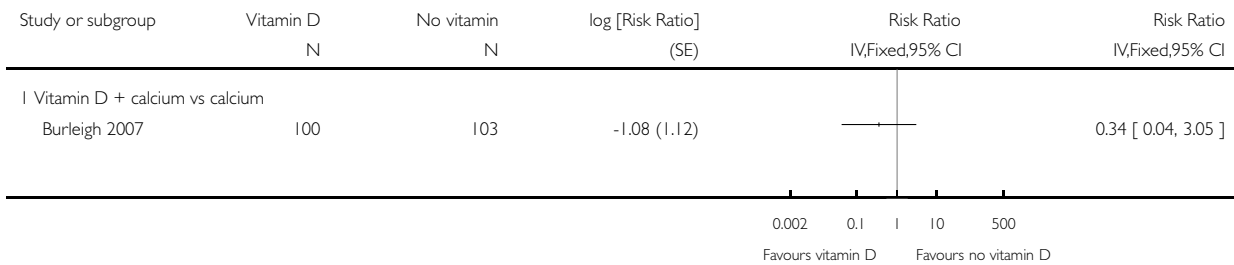 Study or subgroup Vitamin D No vitamin log [Risk Ratio] Risk Ratio Risk Ratio
N N (SE) IV,Fixed,95% CI IV,Fixed,95% CI
1 Vitamin D + calcium vs calcium
Burleigh 2007 100 103 -1.08 (1.12) 0.34 [ 0.04, 3.05 ]
0.002 0.1 1 10 500
Favours vitamin D Favours no vitamin D